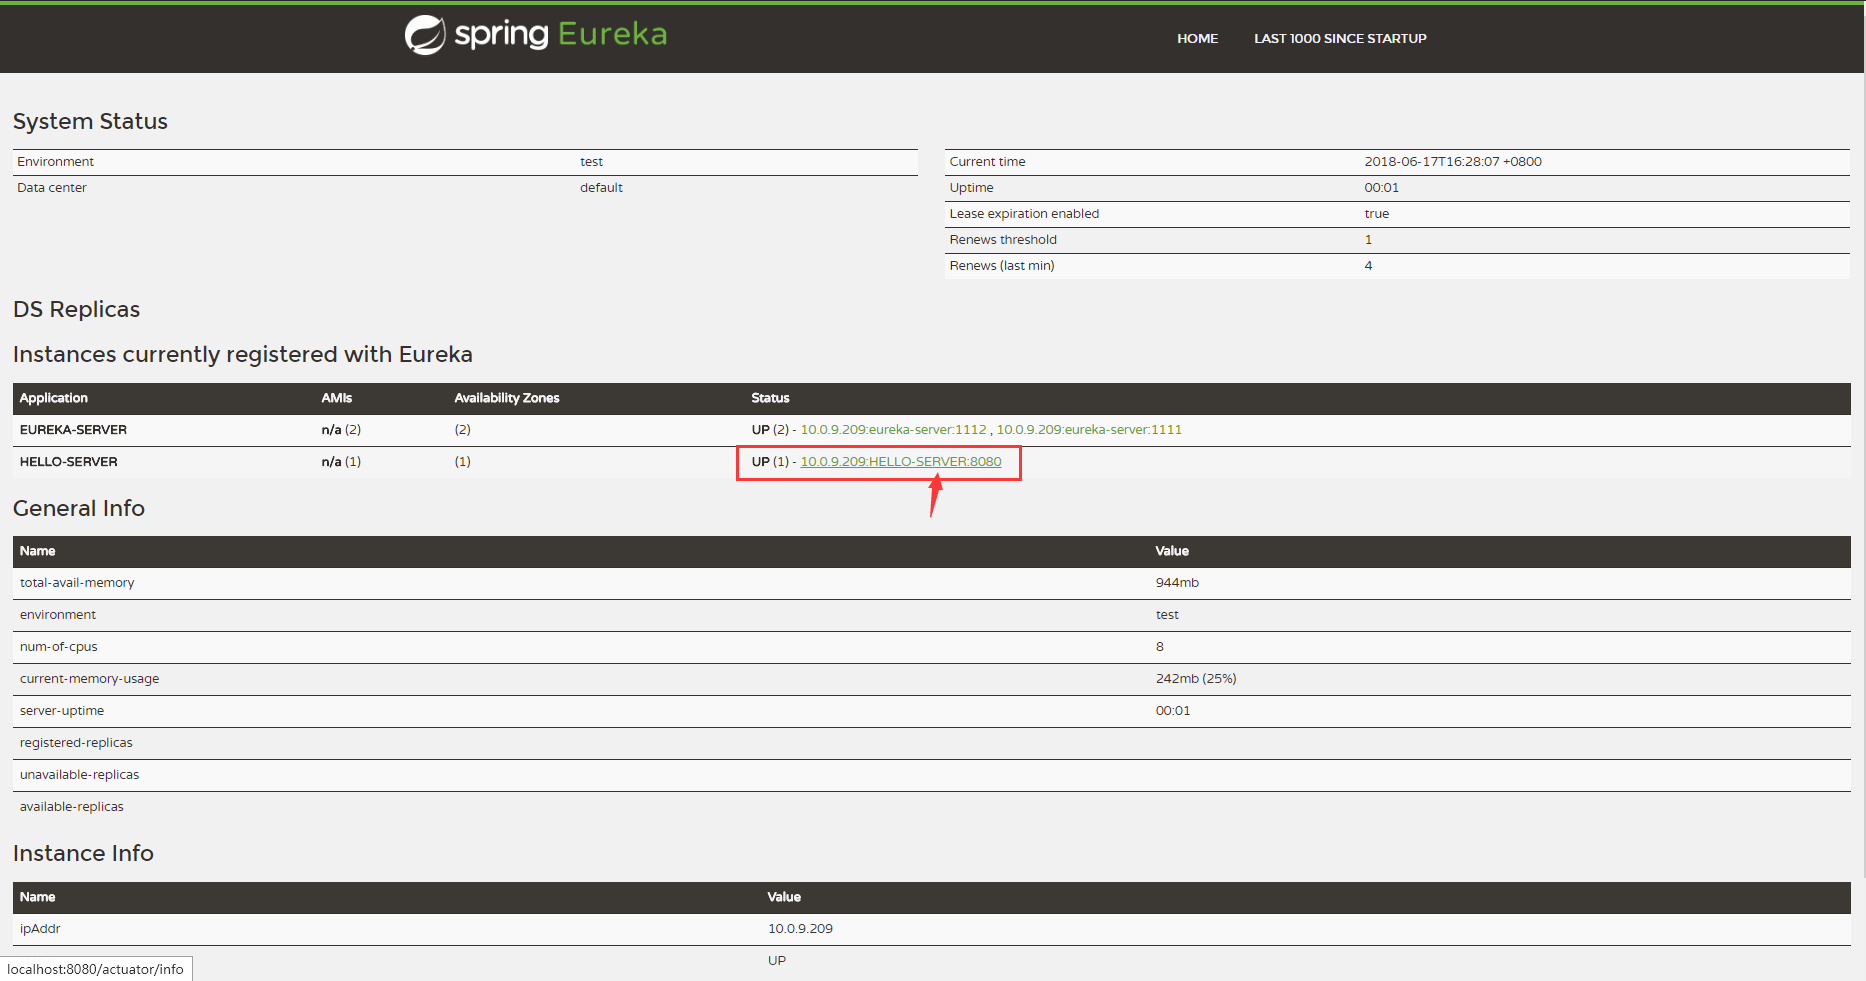 spring Eureka
HOME LAST 1000 SINCE STARTUP
System Status
Environment test
Data center default
Current time 2018-06-17T16:28:07 +0800
Uptime 00:01
Lease expiration enabled true
Renews threshold 1
Renews (last min) 4
DS Replicas
Instances currently registered with Eureka
Application AMIs Availability Zones Status
EUREKA-SERVER n/a (2) (2) UP (2) - 10.0.9.209:eureka-server:1112 , 10.0.9.209:eureka-server:1111
HELLO-SERVER n/a (1) (1) UP (1) - 10.0.9.209:HELLO-SERVER:8080
General Info
Name Value
total-avail-memory 944mb
environment test
num-of-cpus 8
current-memory-usage 242mb (25%)
server-uptime 00:01
registered-replicas
unavailable-replicas
available-replicas
Instance Info
Name Value
ipAddr 10.0.9.209
UP
localhost:8080/actuator/info